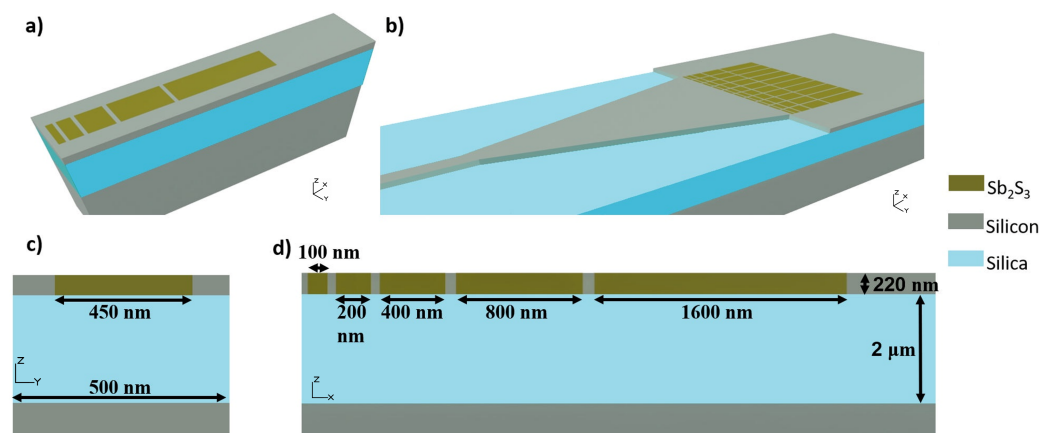 a)
b)
Z
X
Y
Z
X
Y
Sb₂S₃
Silicon
Silica
c)
450 nm
Z
Y
500 nm
d)
100 nm
200
nm
400 nm
800 nm
1600 nm
220 nm
2 µm
Z
X